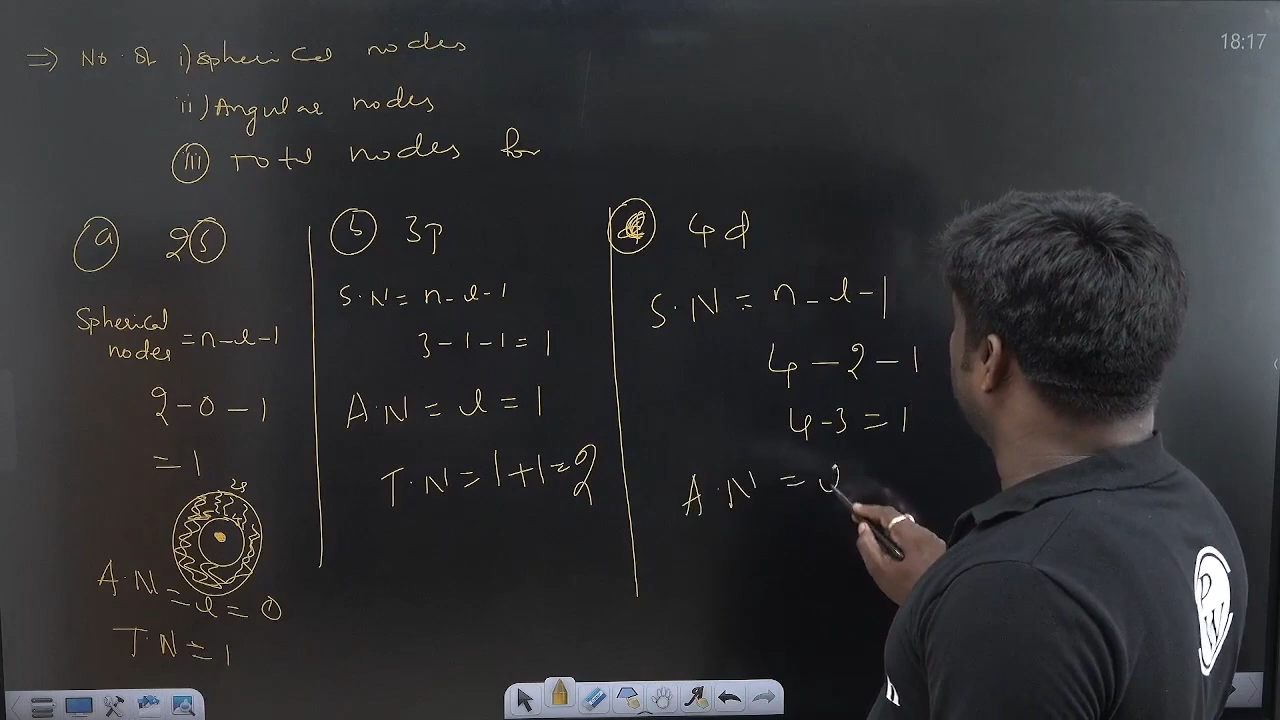 ⇒ No. of i) Spherical nodes
ii) Angular nodes
iii) Total nodes for
18:17
a 2s
Spherical nodes = n-l-1
2-0-1
= 1
2s
A.N = l = 0
T.N = 1
b 3p
S.N = n-l-1
3-1-1 = 1
A.N = l = 1
T.N = 1+1 = 2
4d
S.N = n-l-1
4-2-1
4-3 = 1
A.N = l
PW